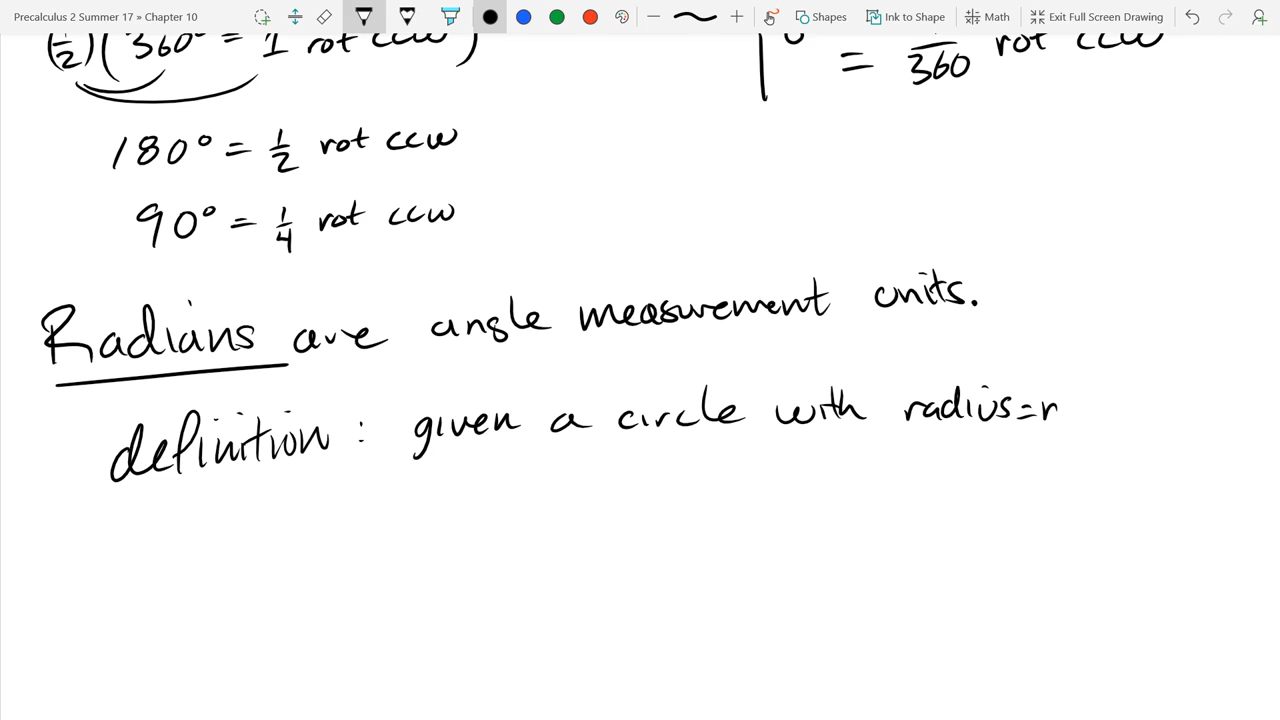 Precalculus 2 Summer 17 » Chapter 10
Shapes
Ink to Shape
Math
Exit Full Screen Drawing
(1/2)(360° = 1 rot ccw)
1° = 1/360 rot ccw
180° = 1/2 rot ccw
90° = 1/4 rot ccw
Radians are angle measurement units.
definition: given a circle with radius=r